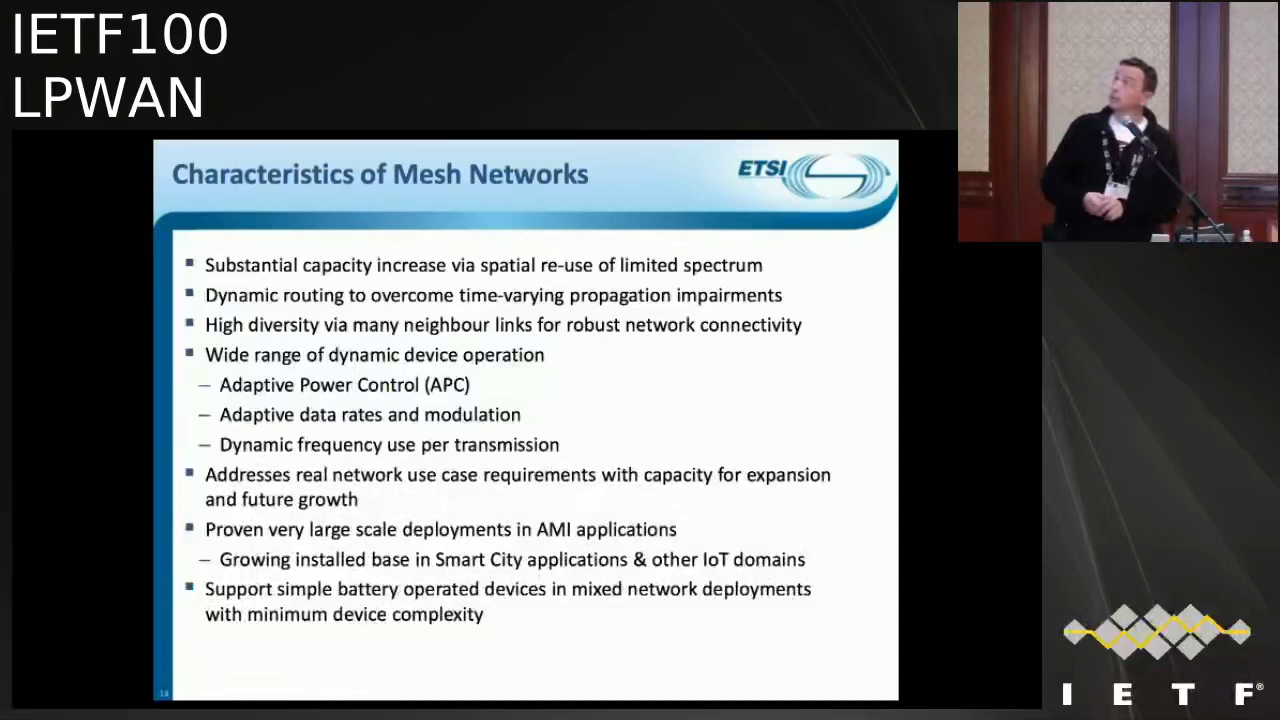 IETF100
LPWAN
Characteristics of Mesh Networks
ETSI
Substantial capacity increase via spatial re-use of limited spectrum
Dynamic routing to overcome time-varying propagation impairments
High diversity via many neighbour links for robust network connectivity
Wide range of dynamic device operation
– Adaptive Power Control (APC)
– Adaptive data rates and modulation
– Dynamic frequency use per transmission
Addresses real network use case requirements with capacity for expansion
and future growth
Proven very large scale deployments in AMI applications
– Growing installed base in Smart City applications & other IoT domains
Support simple battery operated devices in mixed network deployments
with minimum device complexity
14
I E T F®